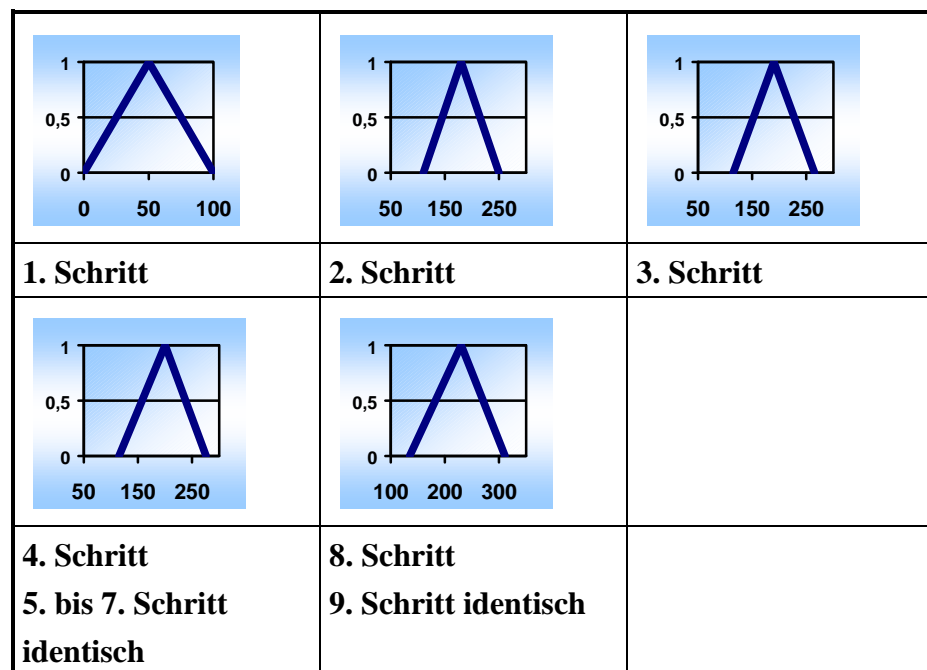 1
0,5
0
0 50 100
1
0,5
0
50 150 250
1
0,5
0
50 150 250
1. Schritt
2. Schritt
3. Schritt
1
0,5
0
50 150 250
1
0,5
0
100 200 300
4. Schritt
5. bis 7. Schritt
identisch
8. Schritt
9. Schritt identisch